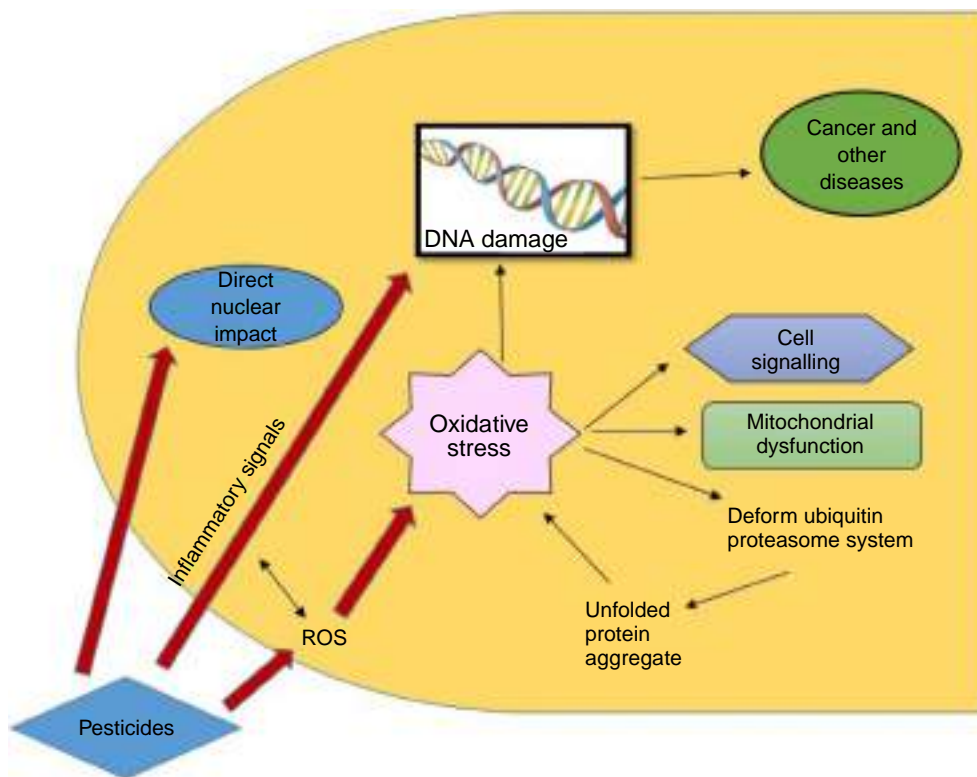 Cancer and
other
diseases
DNA damage
Direct
nuclear
impact
Cell
signalling
Oxidative
stress
Mitochondrial
dysfunction
Inflammatory signals
Deform ubiquitin
proteasome system
Unfolded
protein
aggregate
ROS
Pesticides